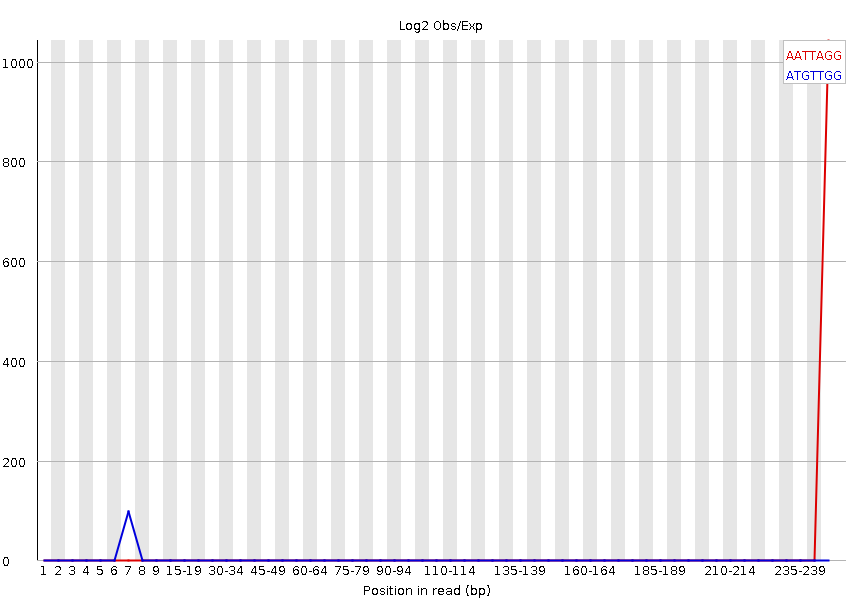 Log2 Obs/Exp
AATTAGG
ATGTTGG
1000
800
600
400
200
0
1 2 3 4 5 6 7 8 9 15-19 30-34 45-49 60-64 75-79 90-94 110-114 135-139 160-164 185-189 210-214 235-239
Position in read (bp)